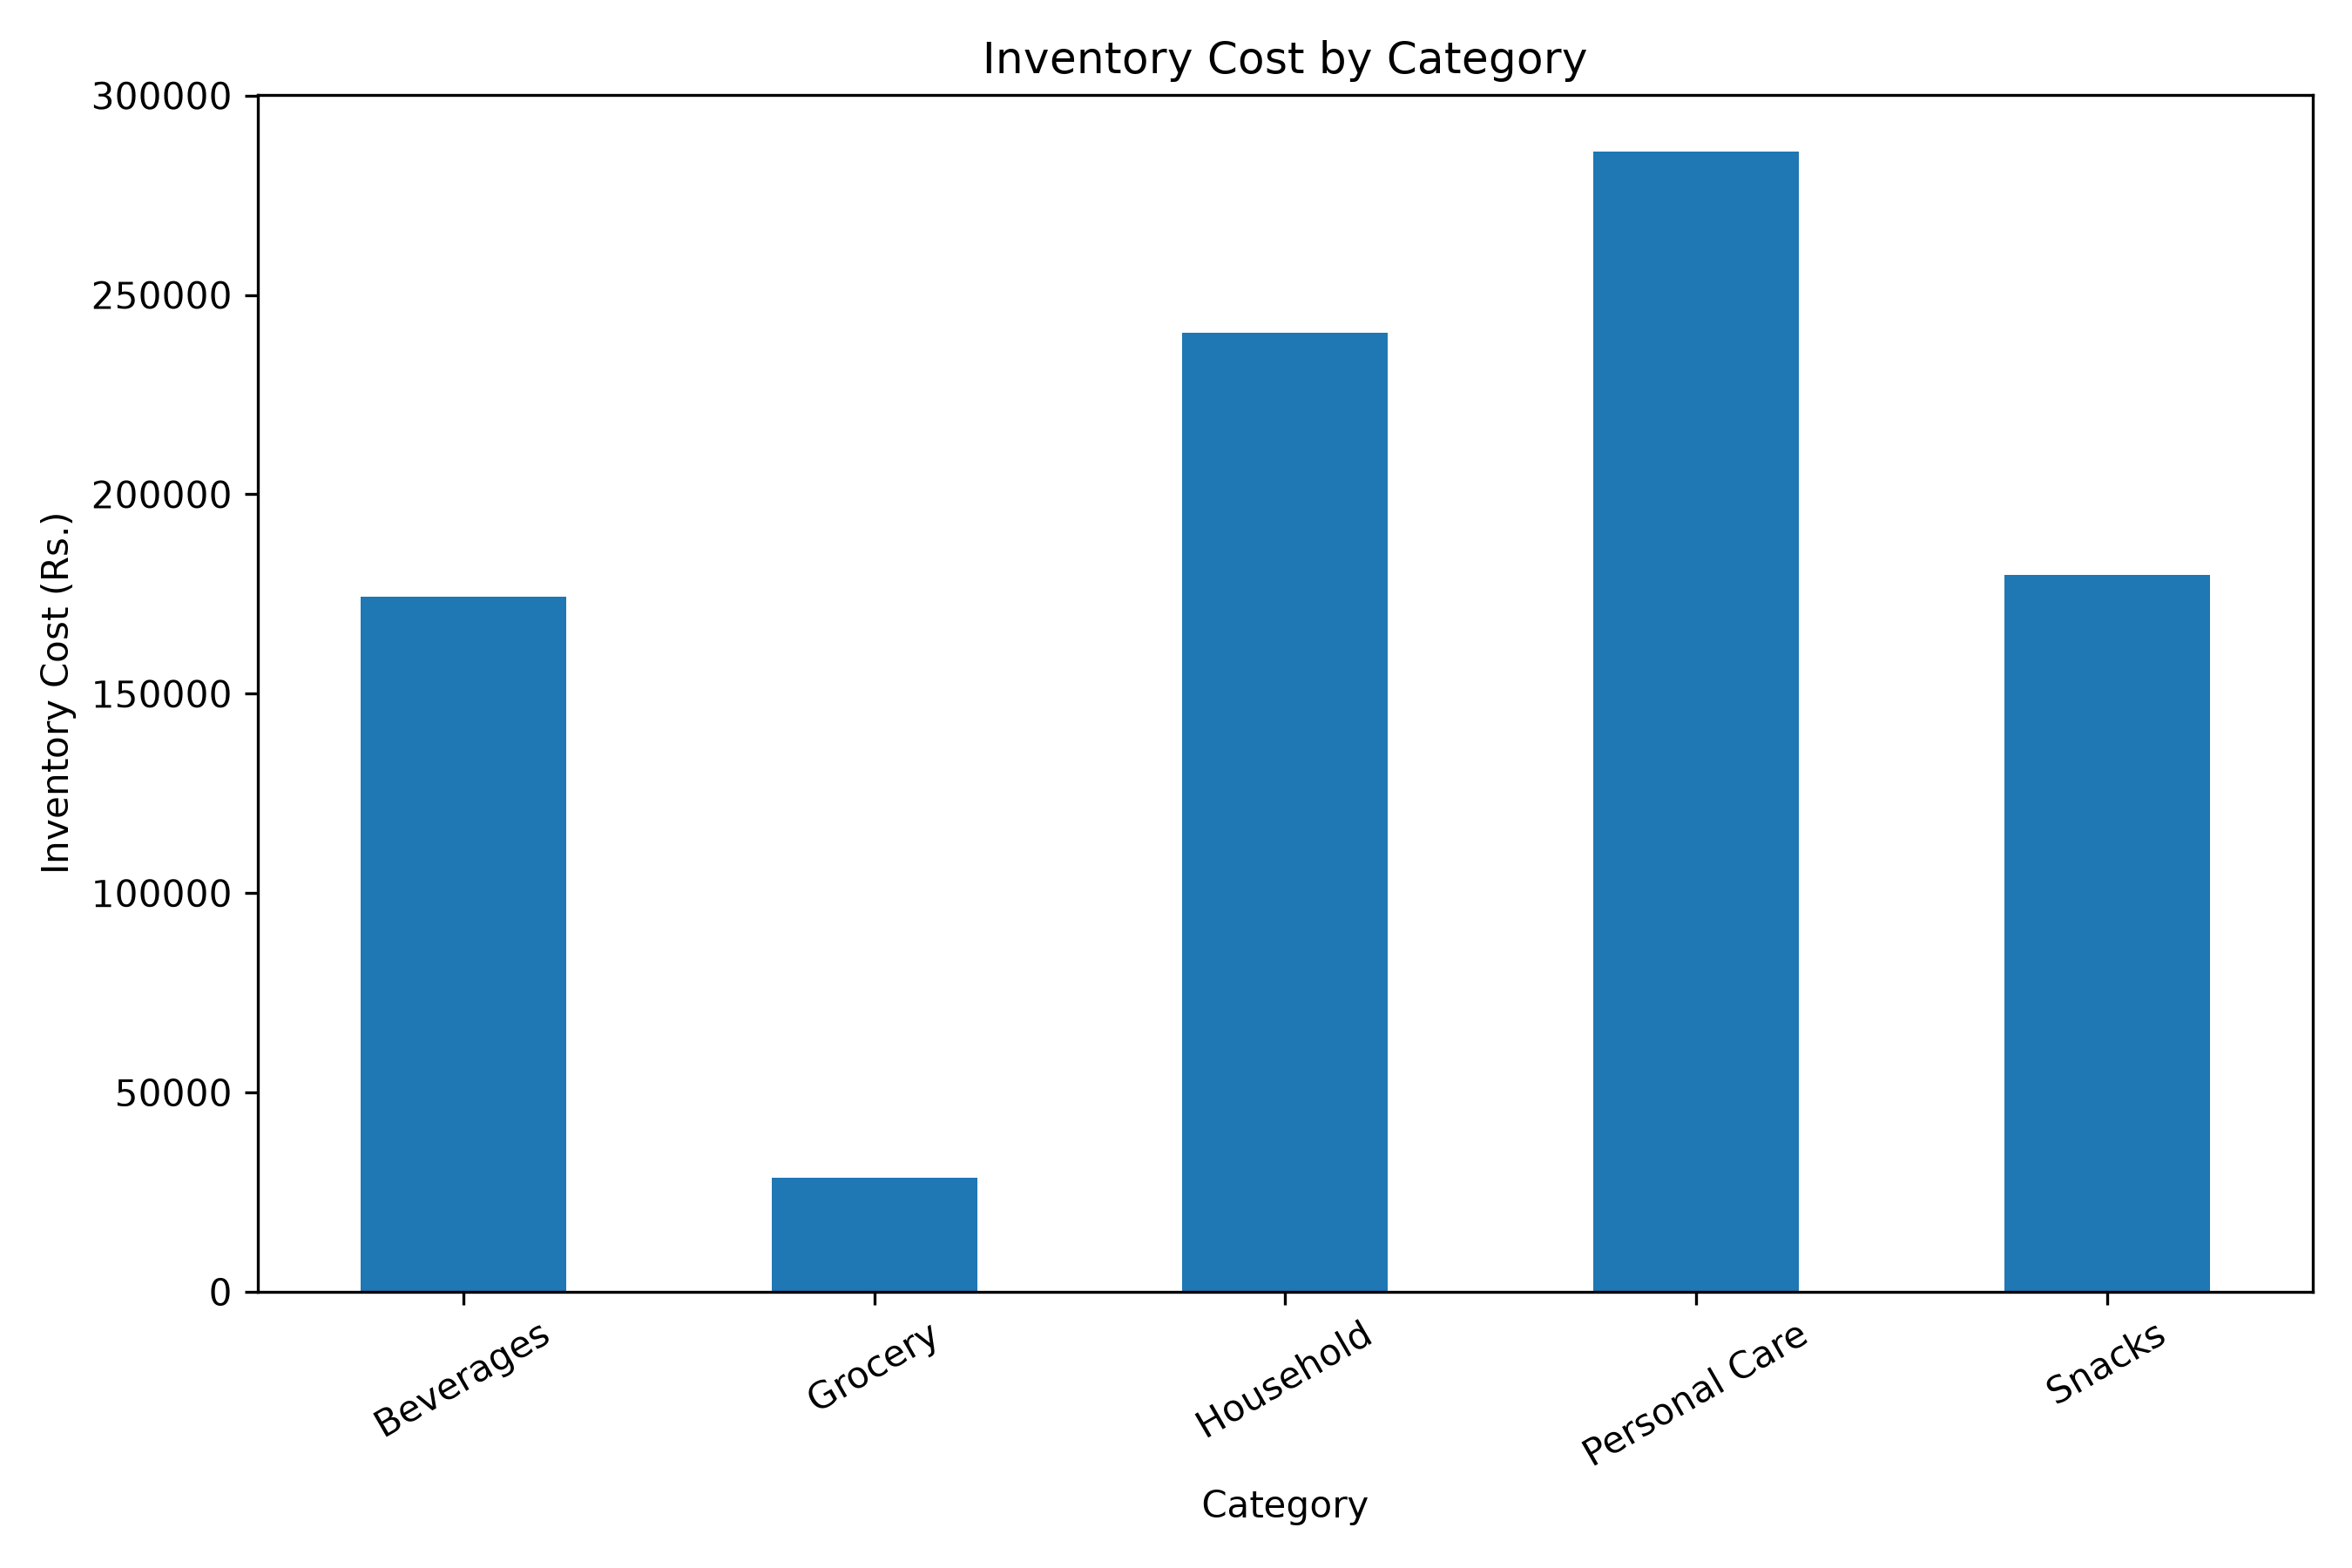 Inventory Cost by Category
300000
250000
200000
150000
100000
50000
0
Inventory Cost (Rs.)
Beverages
Grocery
Household
Personal Care
Snacks
Category